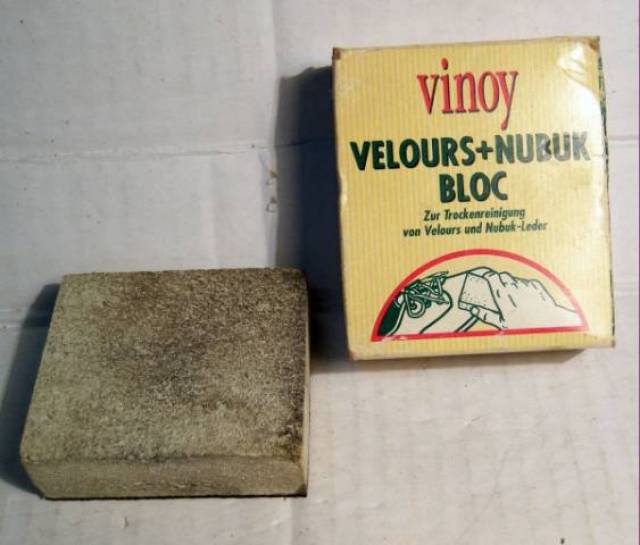 vinoy
VELOURS+NUBUK
BLOC
Zur Trockenreinigung
von Velours und Nubuk-Leder